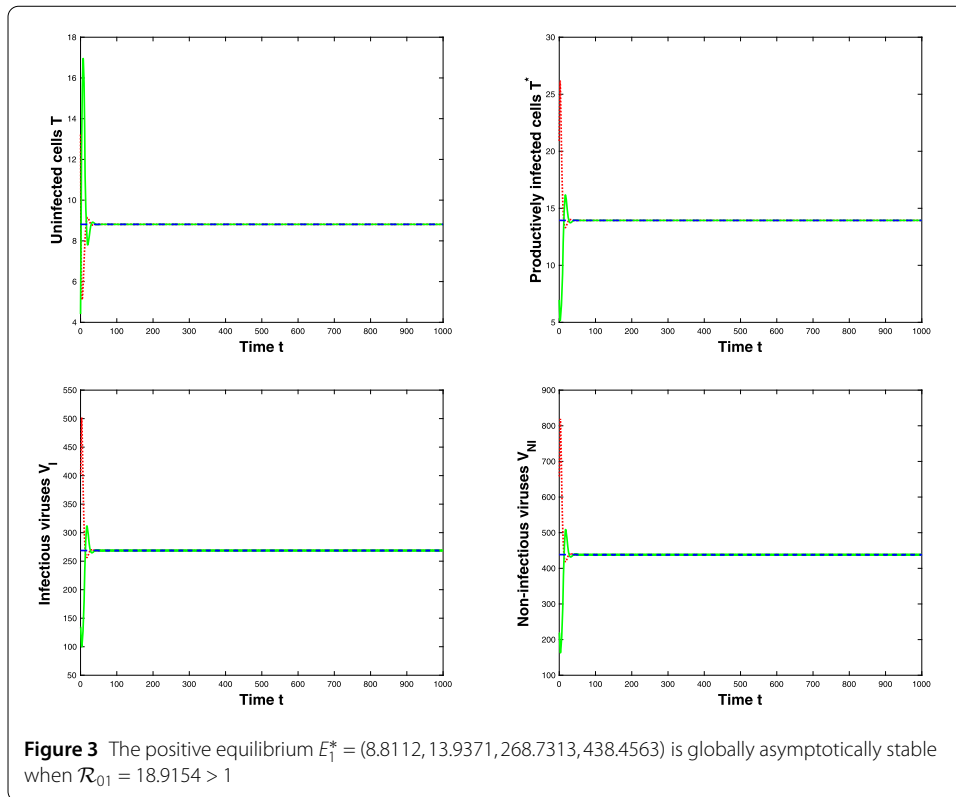 18
16
14
12
10
8
6
4
Uninfected cells T
0 100 200 300 400 500 600 700 800 900 1000
Time t
30
25
20
15
10
5
Productively infected cells T*
0 100 200 300 400 500 600 700 800 900 1000
Time t
550
500
450
400
350
300
250
200
150
100
50
Infectious viruses V_I
0 100 200 300 400 500 600 700 800 900 1000
Time t
900
800
700
600
500
400
300
200
100
Non-infectious viruses V_NI
0 100 200 300 400 500 600 700 800 900 1000
Time t
Figure 3 The positive equilibrium E₁* = (8.8112, 13.9371, 268.7313, 438.4563) is globally asymptotically stable
when R₀₁ = 18.9154 > 1